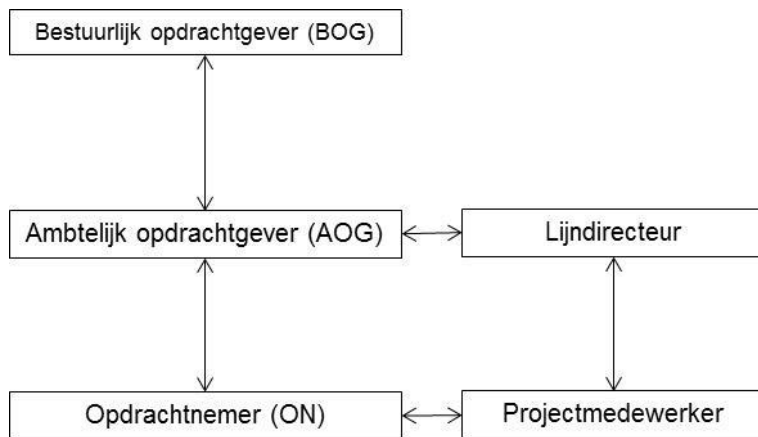 Bestuurlijk opdrachtgever (BOG)
Ambtelijk opdrachtgever (AOG)
Lijndirecteur
Opdrachtnemer (ON)
Projectmedewerker